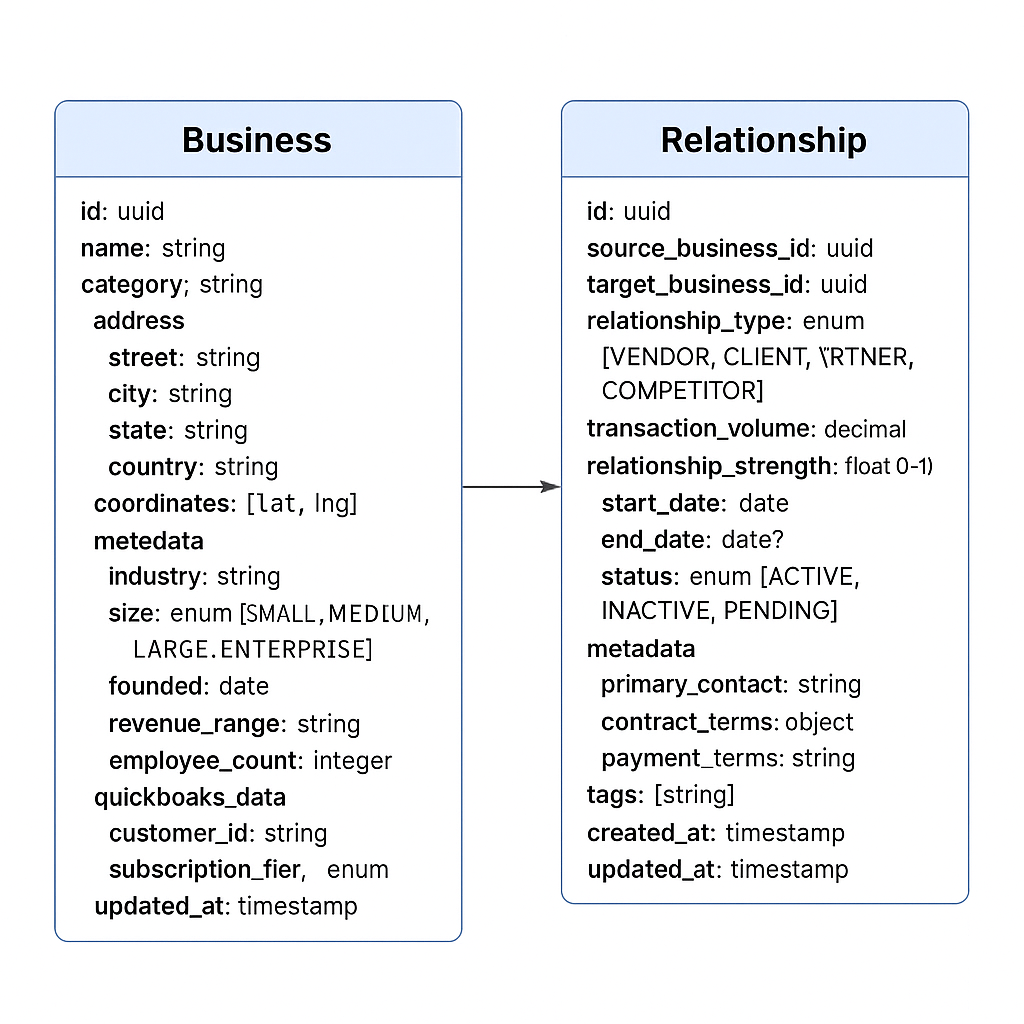 Business
id: uuid
name: string
category; string
address
street: string
city: string
state: string
country: string
coordinates: [lat, lng]
metedata
industry: string
size: enum [SMALL, MEDIUM,
LARGE.ENTERPRISE]
founded: date
revenue_range: string
employee_count: integer
quickboaks_data
customer_id: string
subscription_fier, enum
updated_at: timestamp
Relationship
id: uuid
source_business_id: uuid
target_business_id: uuid
relationship_type: enum
[VENDOR, CLIENT, \RTNER,
COMPETITOR]
transaction_volume: decimal
relationship_strength: float 0-1)
start_date: date
end_date: date?
status: enum [ACTIVE,
INACTIVE, PENDING]
metadata
primary_contact: string
contract_terms: object
payment_terms: string
tags: [string]
created_at: timestamp
updated_at: timestamp